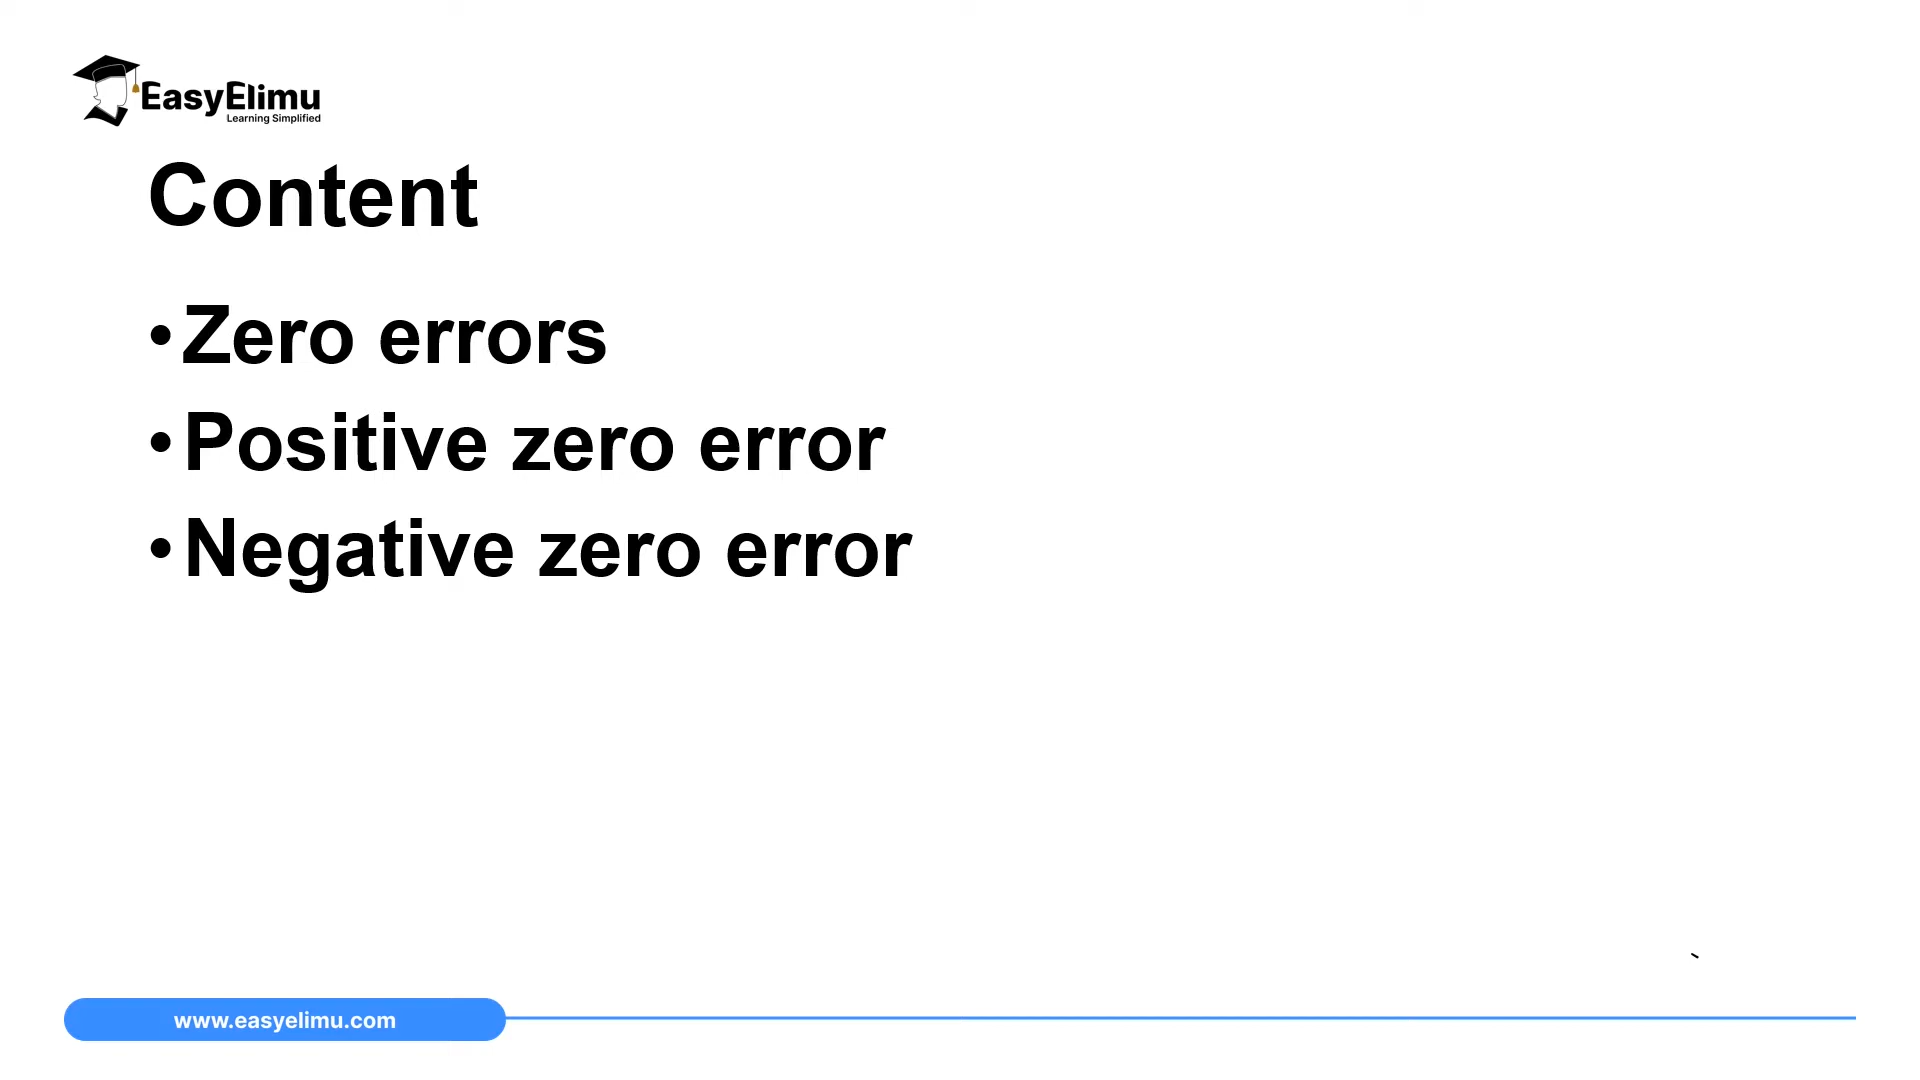 EasyElimu
Learning Simplified
Content
• Zero errors
• Positive zero error
• Negative zero error
www.easyelimu.com